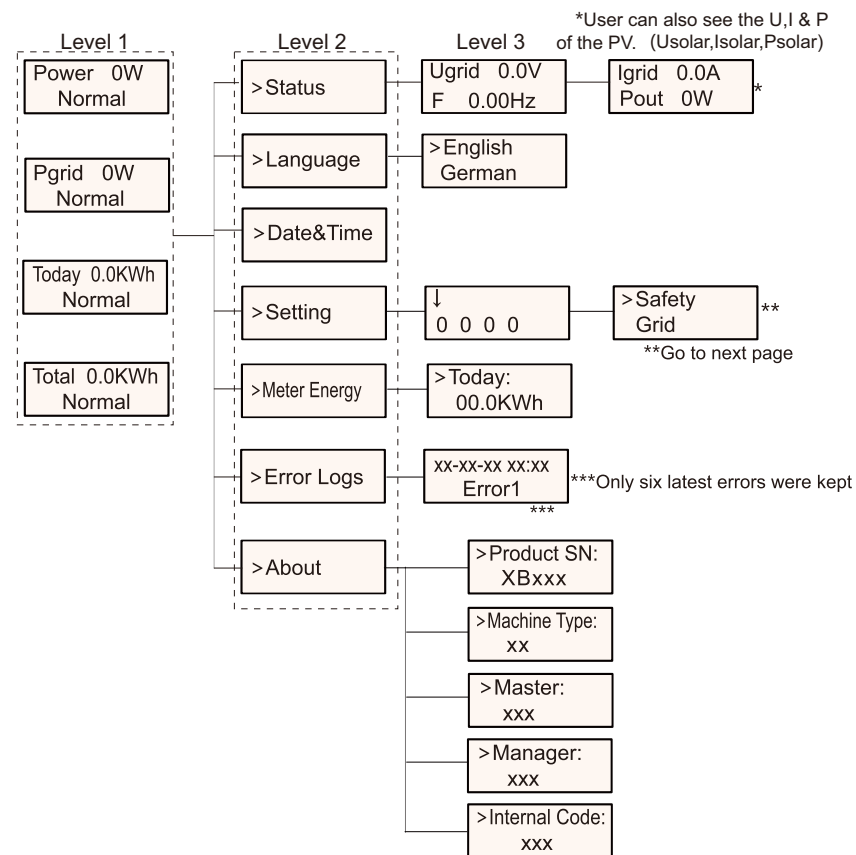 *User can also see the U,I & P
of the PV. (Usolar,Isolar,Psolar)
Level 1
Level 2
Level 3
Power 0W
Normal
Pgrid 0W
Normal
Today 0.0KWh
Normal
Total 0.0KWh
Normal
>Status
Ugrid 0.0V
F 0.00Hz
Igrid 0.0A
Pout 0W
*
>Language
>English
German
>Date&Time
>Setting
↓
0 0 0 0
>Safety
Grid
**
**Go to next page
>Meter Energy
>Today:
00.0KWh
>Error Logs
xx-xx-xx xx:xx
Error1
***Only six latest errors were kept
***
>About
>Product SN:
XBxxx
>Machine Type:
xx
>Master:
xxx
>Manager:
xxx
>Internal Code:
xxx